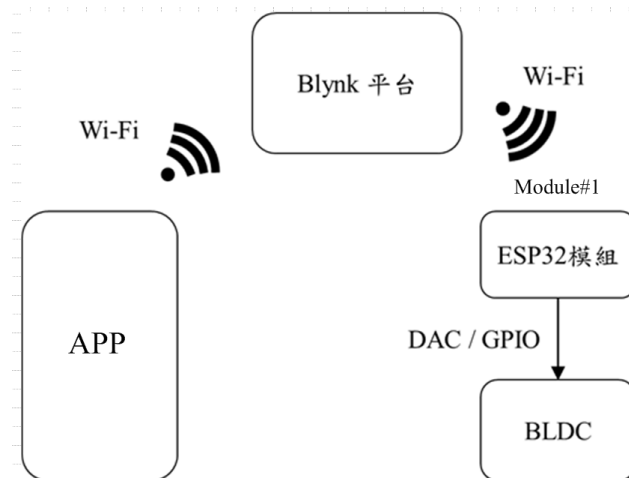 Blynk 平台
Wi-Fi
Wi-Fi
Module#1
ESP32模組
APP
DAC / GPIO
BLDC